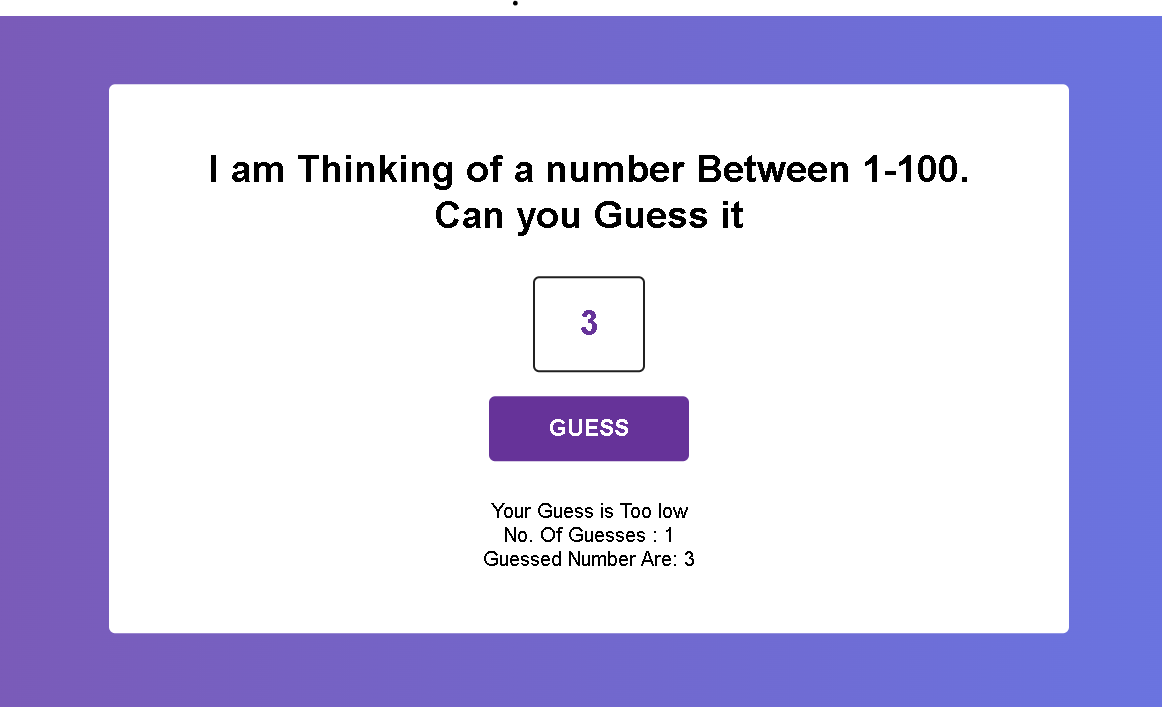 I am Thinking of a number Between 1-100.
Can you Guess it
3
GUESS
Your Guess is Too low
No. Of Guesses : 1
Guessed Number Are: 3